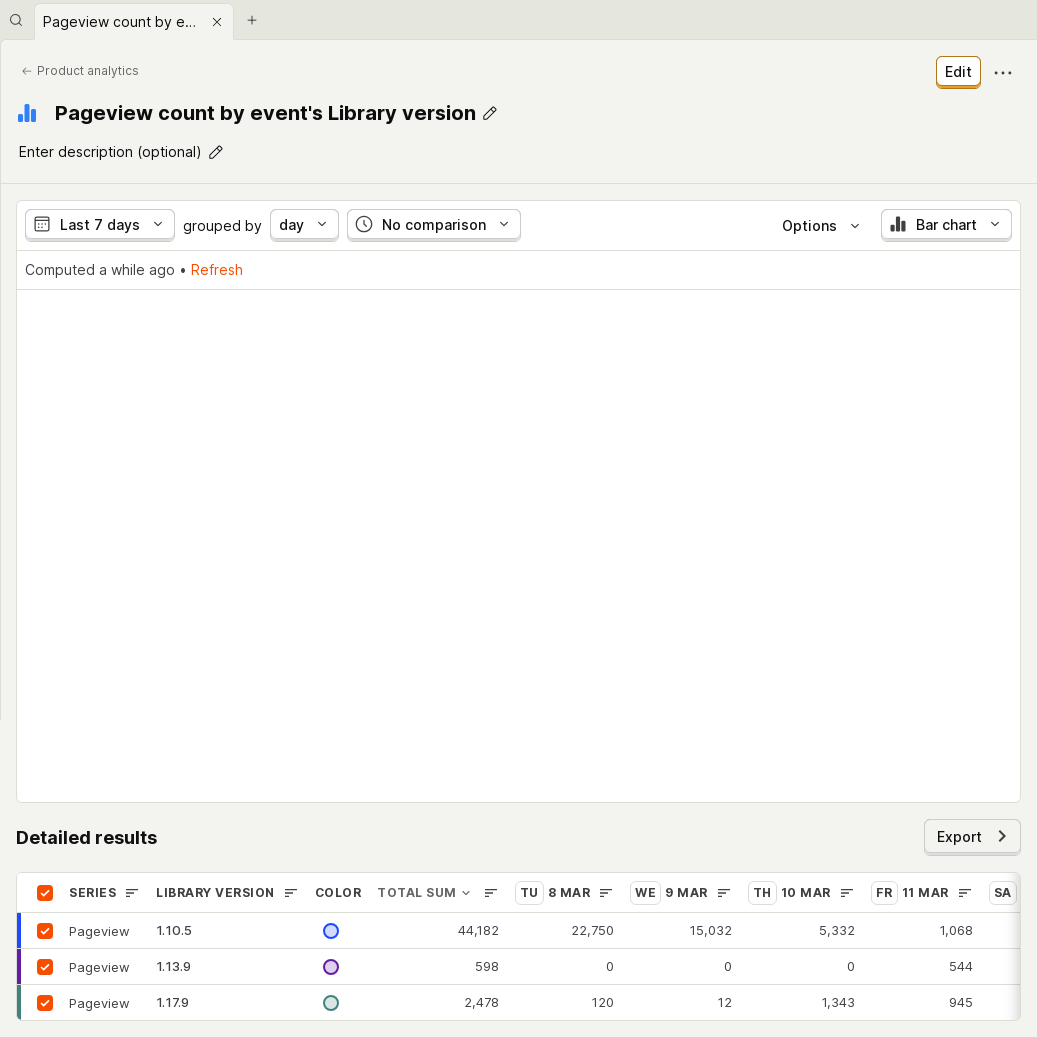 Pageview count by e...
Product analytics
Edit
Pageview count by event's Library version
Enter description (optional)
Last 7 days grouped by day No comparison Options Bar chart
Computed a while ago • Refresh
Detailed results
Export
SERIES LIBRARY VERSION COLOR TOTAL SUM TU 8 MAR WE 9 MAR TH 10 MAR FR 11 MAR SA
Pageview 1.10.5 44,182 22,750 15,032 5,332 1,068
Pageview 1.13.9 598 0 0 0 544
Pageview 1.17.9 2,478 120 12 1,343 945